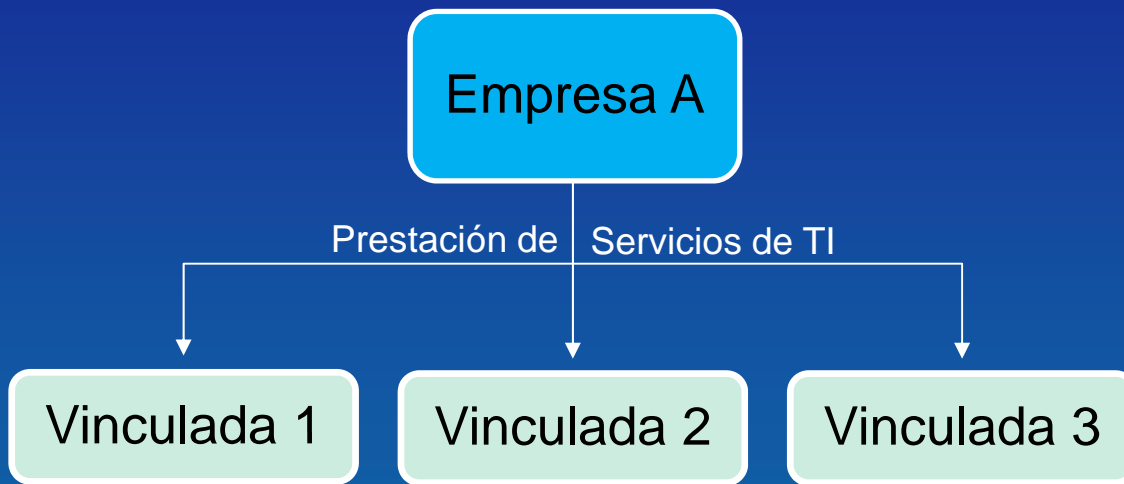 Empresa A
Prestación de Servicios de TI
Vinculada 1
Vinculada 2
Vinculada 3